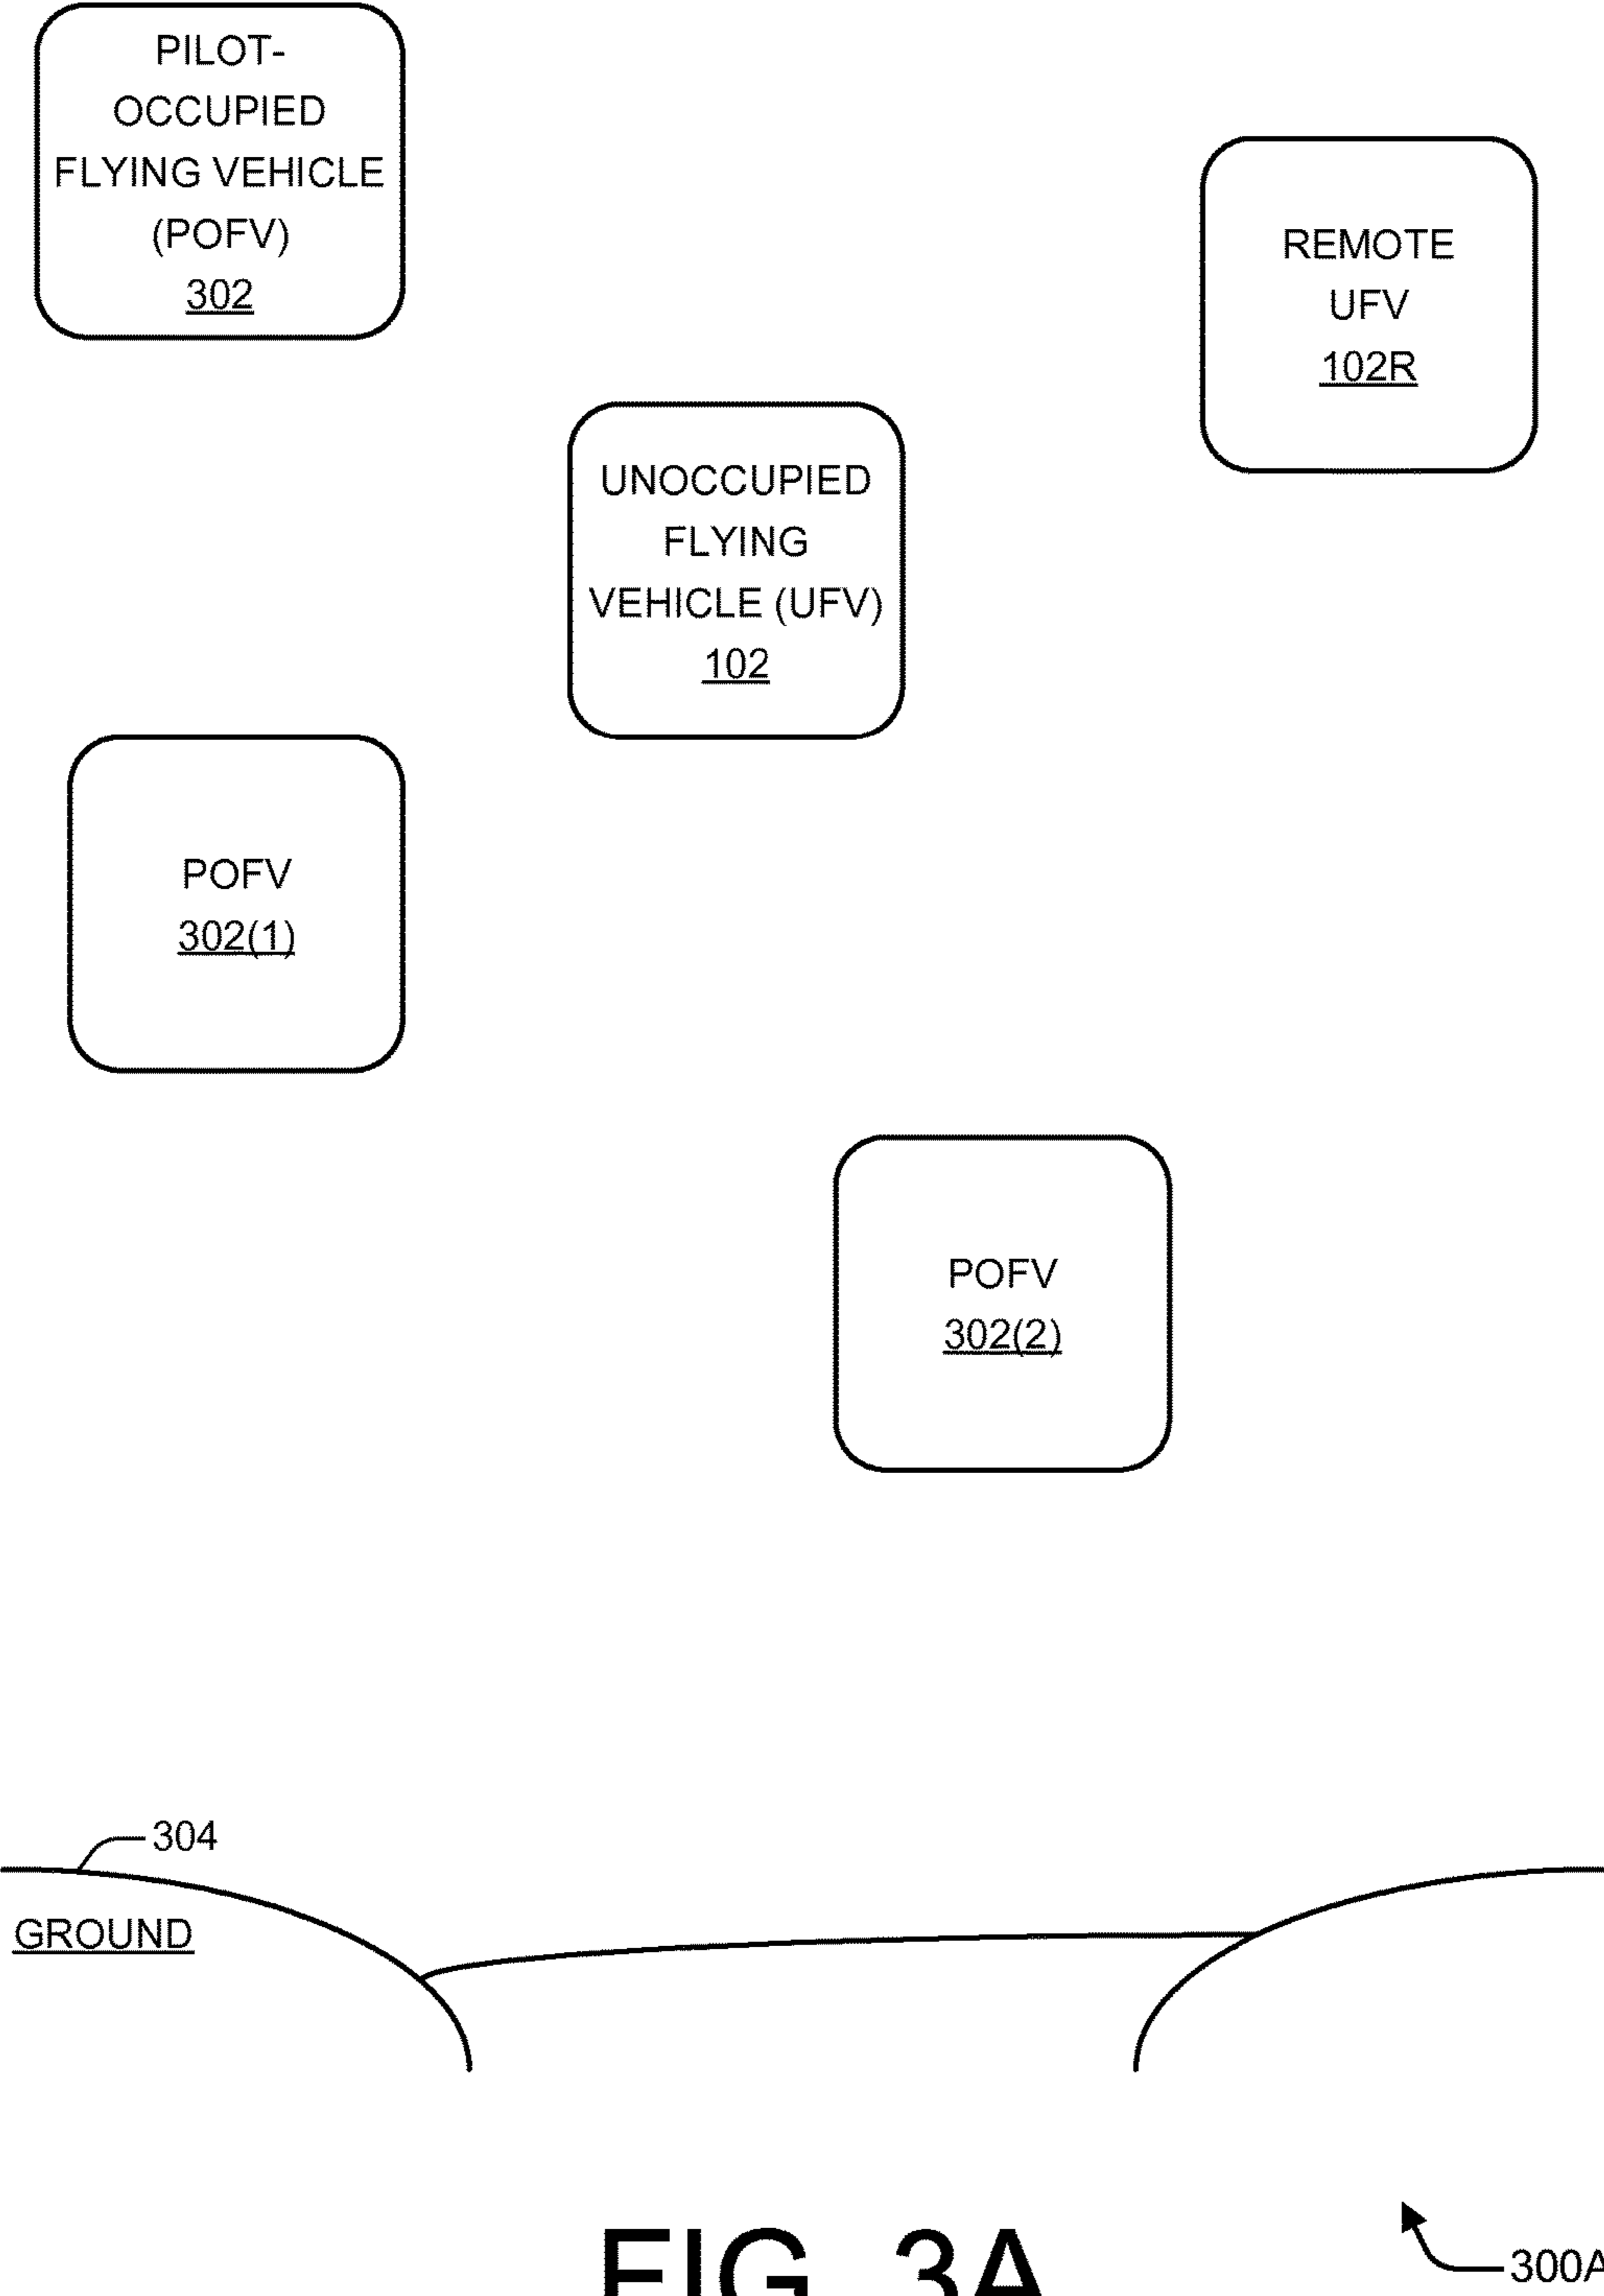 PILOT-
OCCUPIED
FLYING VEHICLE
(POFV)
302
REMOTE
UFV
102R
UNOCCUPIED
FLYING
VEHICLE (UFV)
102
POFV
302(1)
POFV
302(2)
304
GROUND
FIG. 3A
300A